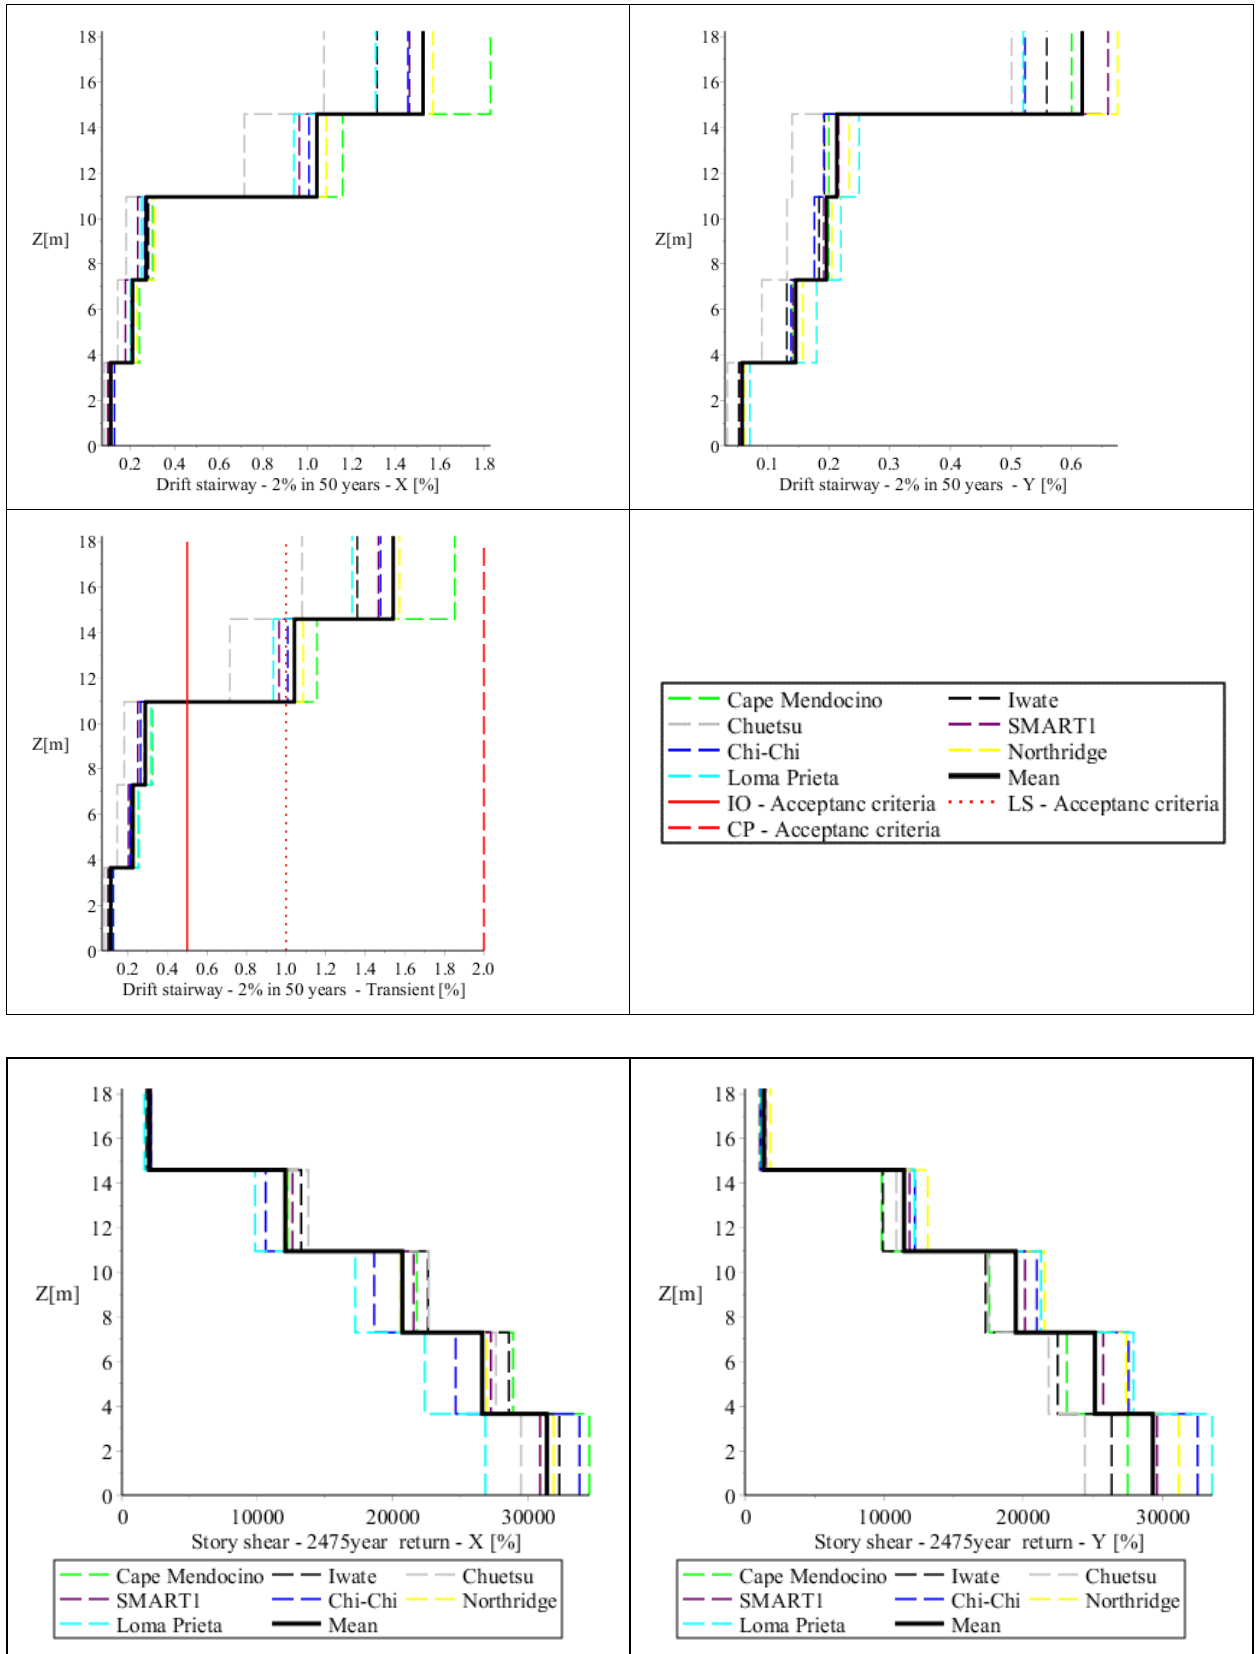 18
16
14
12
10
Z[m]
8
6
4
2
0
0.2 0.4 0.6 0.8 1.0 1.2 1.4 1.6 1.8
Drift stairway - 2% in 50 years - X [%]
18
16
14
12
10
Z[m]
8
6
4
2
0
0.1 0.2 0.3 0.4 0.5 0.6
Drift stairway - 2% in 50 years - Y [%]
18
16
14
12
10
Z[m]
8
6
4
2
0
0.2 0.4 0.6 0.8 1.0 1.2 1.4 1.6 1.8 2.0
Drift stairway - 2% in 50 years - Transient [%]
Cape Mendocino Iwate
Chuetsu SMART1
Chi-Chi Northridge
Loma Prieta Mean
IO - Acceptanc criteria LS - Acceptanc criteria
CP - Acceptanc criteria
18
16
14
12
10
Z[m]
8
6
4
2
0
0 10000 20000 30000
Story shear - 2475year return - X [%]
Cape Mendocino Iwate Chuetsu
SMART1 Chi-Chi Northridge
Loma Prieta Mean
18
16
14
12
10
Z[m]
8
6
4
2
0
0 10000 20000 30000
Story shear - 2475year return - Y [%]
Cape Mendocino Iwate Chuetsu
SMART1 Chi-Chi Northridge
Loma Prieta Mean